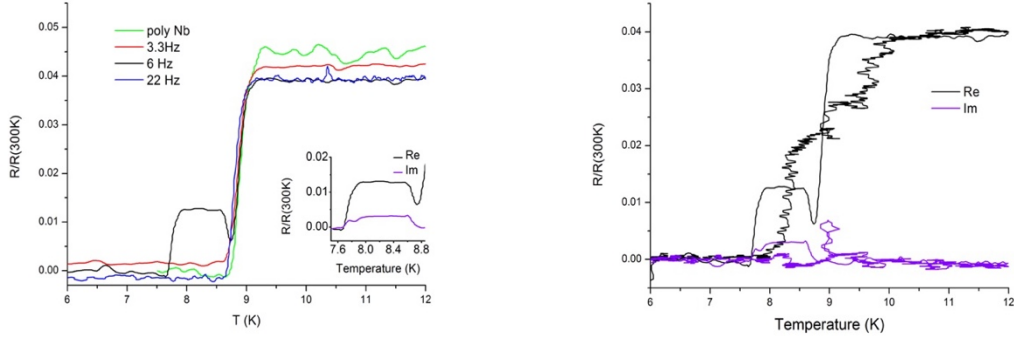 poly Nb
3.3Hz
6 Hz
22 Hz
0.05
0.04
0.03
0.02
0.01
0.00
R/R(300K)
6 7 8 9 10 11 12
T (K)
Re
Im
0.02
0.01
0.00
R/R(300K)
7.6 8.0 8.4 8.8
Temperature (K)
Re
Im
0.04
0.03
0.02
0.01
0.00
R/R(300K)
6 7 8 9 10 11 12
Temperature (K)